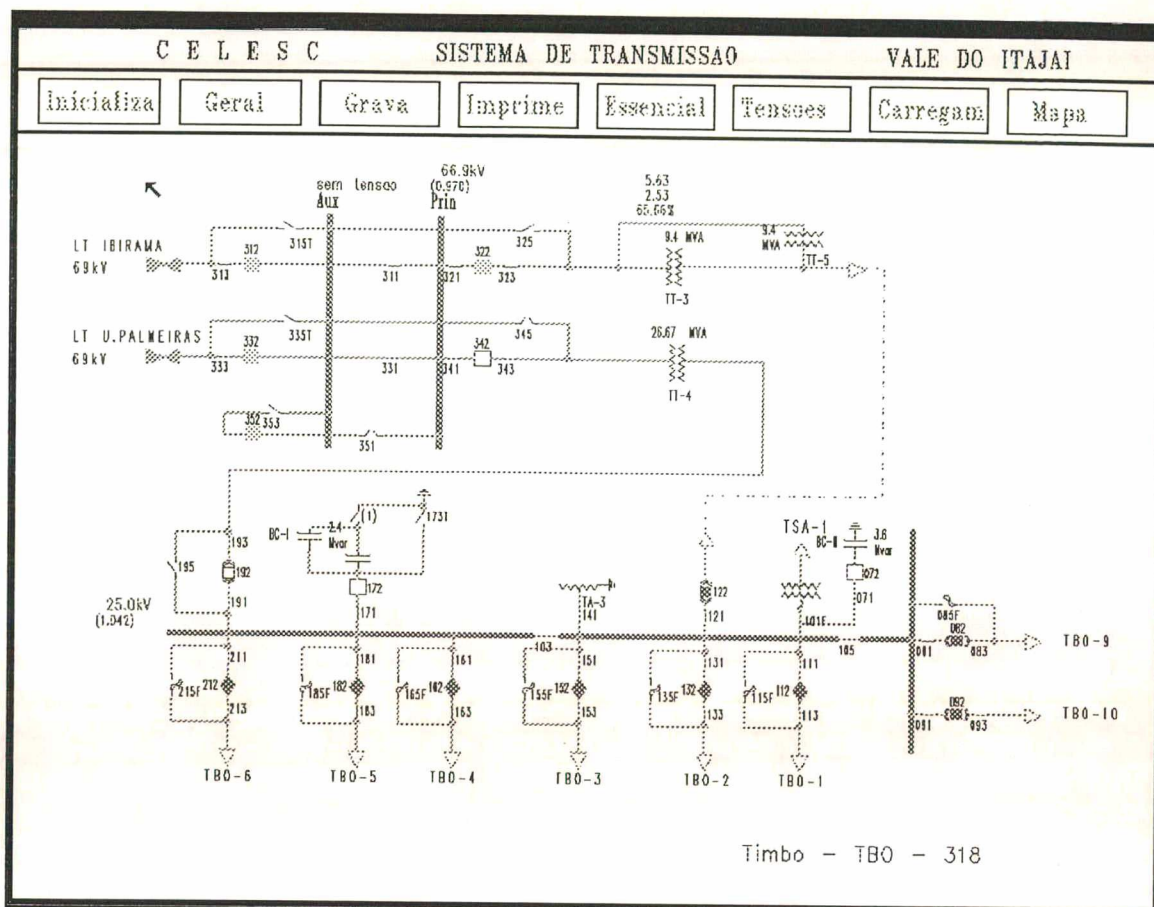 C E L E S C SISTEMA DE TRANSMISSAO VALE DO ITAJAI
Inicializa Geral Grava Imprime Essencial Tensoes Carregam Mapa
66.9kV
(0.970)
sem tensao
Aux Prin
5.63
2.53
65.66%
9.4 MVA
9.4
MVA
TT-5
TT-3
LT IBIRAMA
69kV
312
315T
325
322
313
311
321
323
LT U.PALMEIRAS
69kV
332
335T
345
342
26.67 MVA
333
331
341
343
TT-4
352
353
351
193
195
192
191
BC-I
2.4
Mvar
(1)
173T
172
171
TA-3
141
122
121
TSA-1
BC-II
3.6
Mvar
072
071
101F
25.0kV
(1.042)
103
105
085F
082
081
083
TBO-9
092
091
093
TBO-10
211
181
161
151
131
111
215F
212
185F
182
165F
162
155F
152
135F
132
115F
112
213
183
163
153
133
113
TBO-6 TBO-5 TBO-4 TBO-3 TBO-2 TBO-1
Timbo - TBO - 318